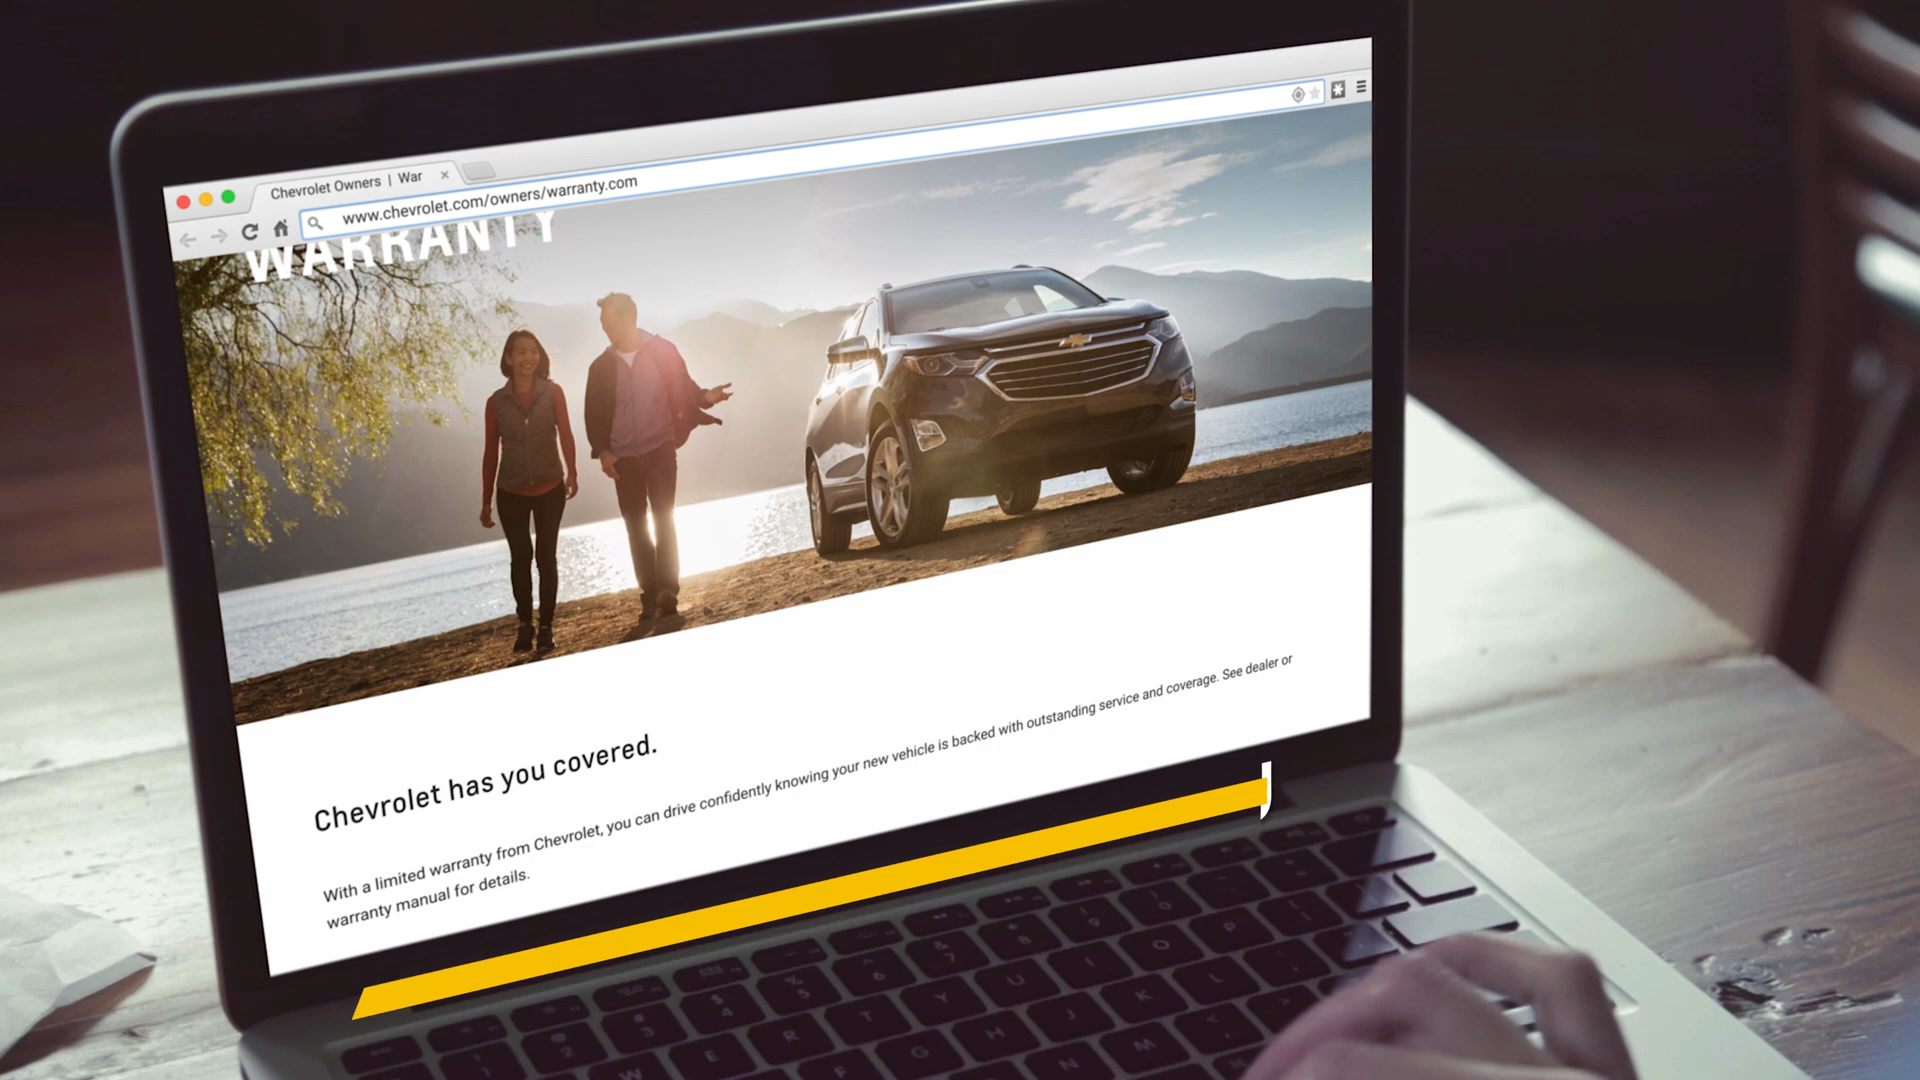 Chevrolet Owners | War
www.chevrolet.com/owners/warranty.com
WARRANTY
Chevrolet has you covered.
With a limited warranty from Chevrolet, you can drive confidently knowing your new vehicle is backed with outstanding service and coverage. See dealer or
warranty manual for details.